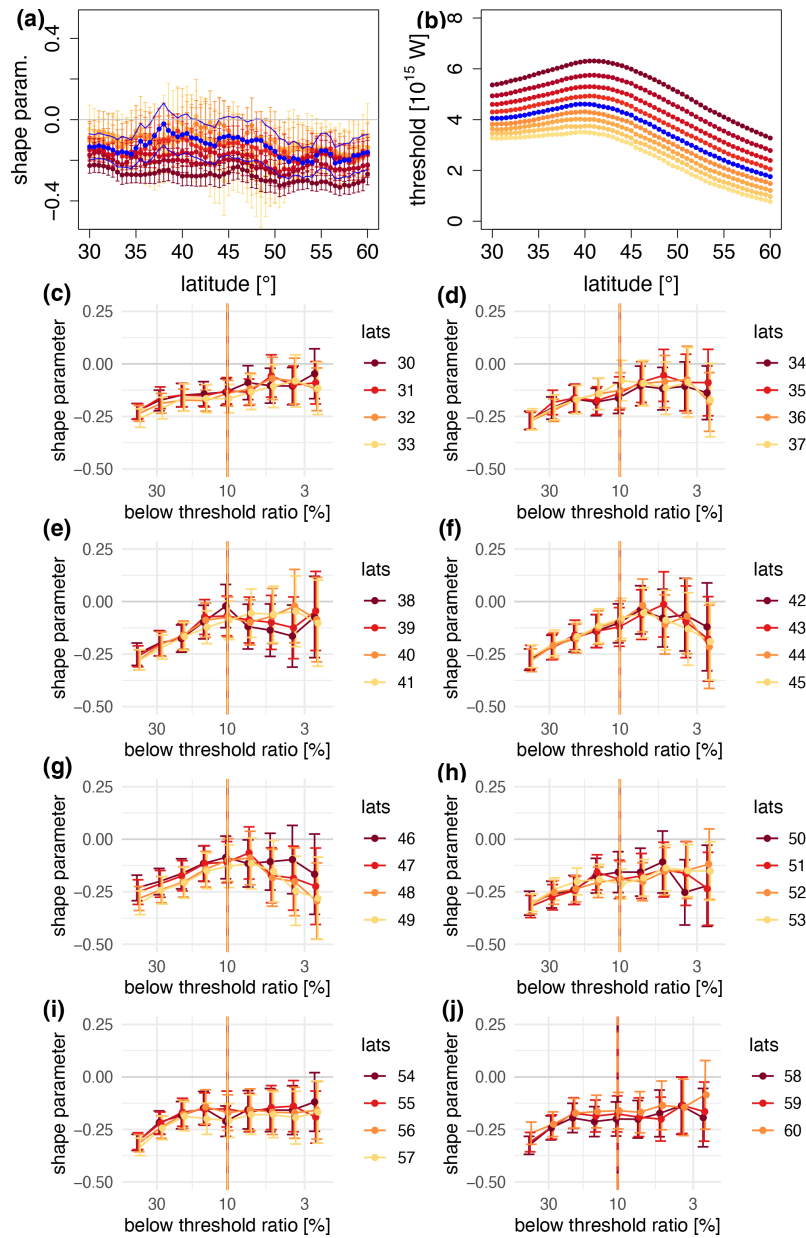 (a)
0.4
0.0
−0.4
shape param.
30 35 40 45 50 55 60
latitude [°]
(b)
8
6
4
2
0
threshold [10^15 W]
30 35 40 45 50 55 60
latitude [°]
(c)
0.25
0.00
−0.25
−0.50
shape parameter
30 10 3
below threshold ratio [%]
lats
30
31
32
33
(d)
0.25
0.00
−0.25
−0.50
shape parameter
30 10 3
below threshold ratio [%]
lats
34
35
36
37
(e)
0.25
0.00
−0.25
−0.50
shape parameter
30 10 3
below threshold ratio [%]
lats
38
39
40
41
(f)
0.25
0.00
−0.25
−0.50
shape parameter
30 10 3
below threshold ratio [%]
lats
42
43
44
45
(g)
0.25
0.00
−0.25
−0.50
shape parameter
30 10 3
below threshold ratio [%]
lats
46
47
48
49
(h)
0.25
0.00
−0.25
−0.50
shape parameter
30 10 3
below threshold ratio [%]
lats
50
51
52
53
(i)
0.25
0.00
−0.25
−0.50
shape parameter
30 10 3
below threshold ratio [%]
lats
54
55
56
57
(j)
0.25
0.00
−0.25
−0.50
shape parameter
30 10 3
below threshold ratio [%]
lats
58
59
60